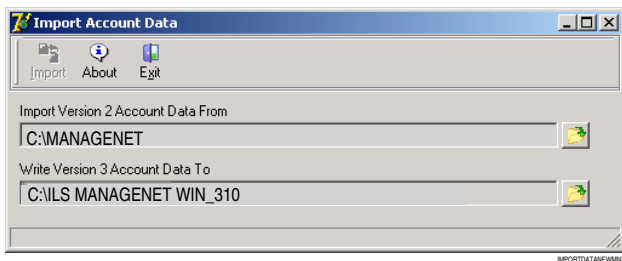 Import Account Data
Import About Exit
Import Version 2 Account Data From
C:\MANAGENET
Write Version 3 Account Data To
C:\ILS MANAGENET WIN_310
IMPORTDATANEWMN